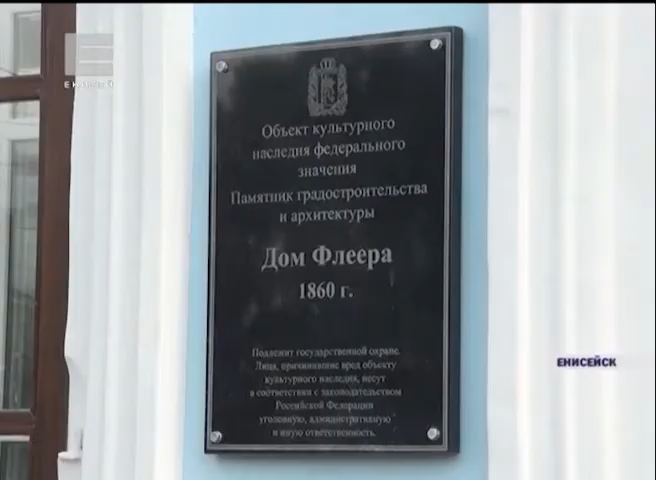 ЕНИСЕЙ
Объект культурного
наследия федерального
значения
Памятник градостроительства
и архитектуры
Дом Флеера
1860 г.
Подлежит государственной охране.
Лица, причинившие вред объекту
культурного наследия, несут
в соответствии с законодательством
Российской Федерации
уголовную, административную
и иную ответственность.
ЕНИСЕЙСК